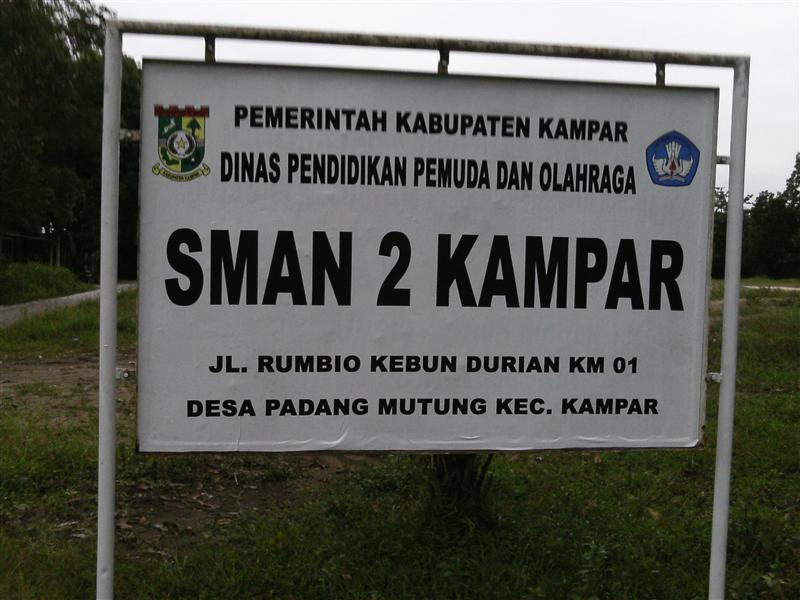 PEMERINTAH KABUPATEN KAMPAR
DINAS PENDIDIKAN PEMUDA DAN OLAHRAGA
SMAN 2 KAMPAR
JL. RUMBIO KEBUN DURIAN KM 01
DESA PADANG MUTUNG KEC. KAMPAR